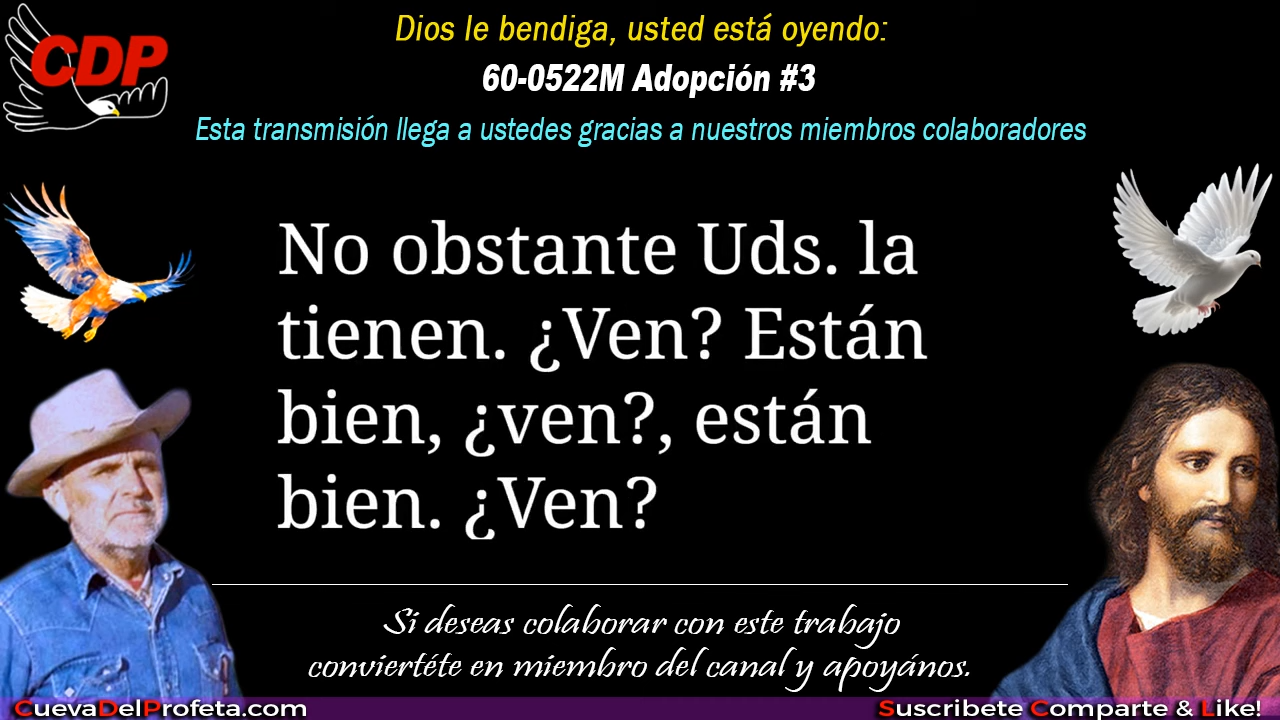 CDP
Dios le bendiga, usted está oyendo:
60-0522M Adopción #3
Esta transmisión llega a ustedes gracias a nuestros miembros colaboradores
No obstante Uds. la
tienen. ¿Ven? Están
bien, ¿ven?, están
bien. ¿Ven?
Si deseas colaborar con este trabajo
conviertéte en miembro del canal y apoyános.
CuevaDelProfeta.com
Suscribete Comparte & Like!